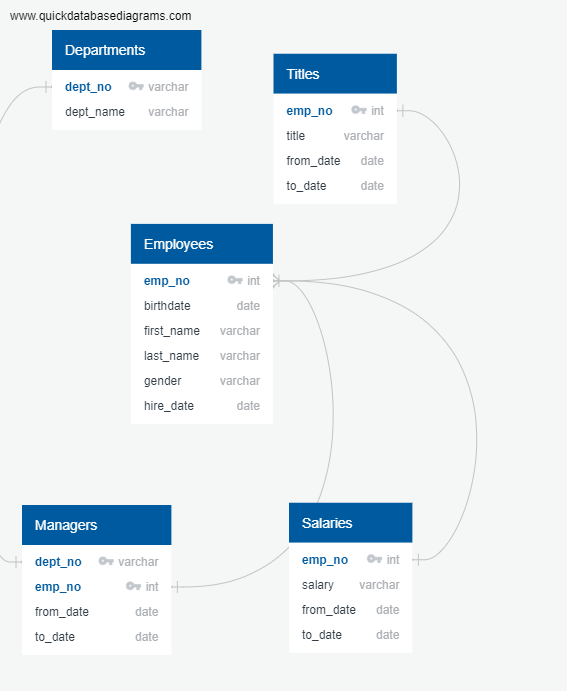 www.quickdatabasediagrams.com
Departments
dept_no varchar
dept_name varchar
Titles
emp_no int
title varchar
from_date date
to_date date
Employees
emp_no int
birthdate date
first_name varchar
last_name varchar
gender varchar
hire_date date
Managers
dept_no varchar
emp_no int
from_date date
to_date date
Salaries
emp_no int
salary varchar
from_date date
to_date date